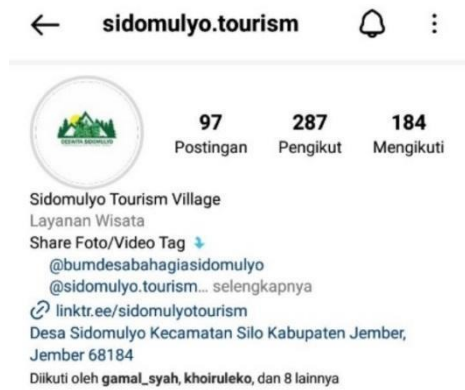 sidomulyo.tourism
DEWITA SIDOMULYO
97 287 184
Postingan Pengikut Mengikuti
Sidomulyo Tourism Village
Layanan Wisata
Share Foto/Video Tag
@bumdesabahagiasidomulyo
@sidomulyo.tourism... selengkapnya
linktr.ee/sidomulyotourism
Desa Sidomulyo Kecamatan Silo Kabupaten Jember,
Jember 68184
Diikuti oleh gamal_syah, khoiruleko, dan 8 lainnya